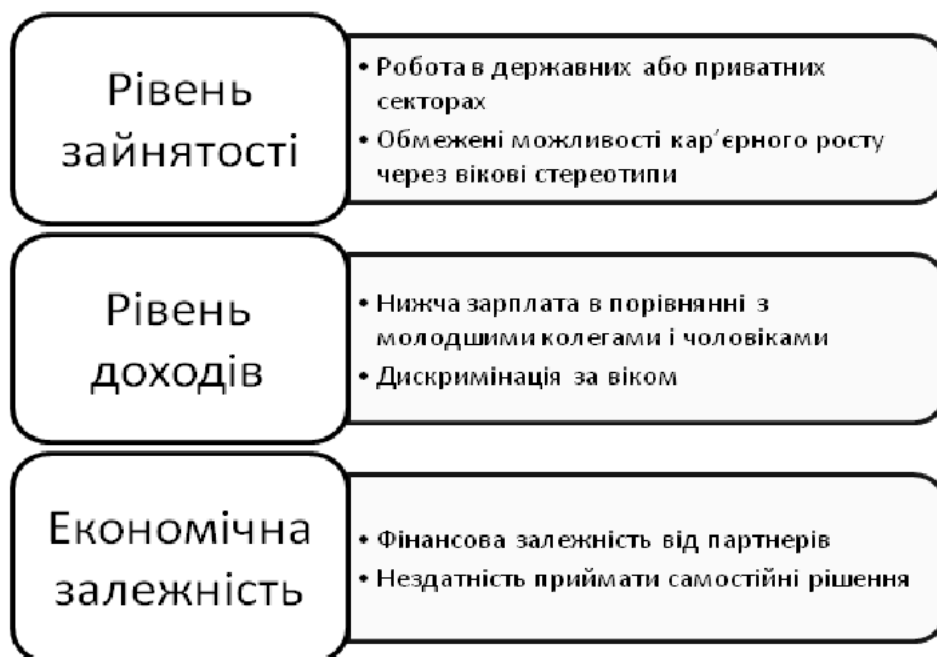 Рівень
зайнятості
• Робота в державних або приватних
секторах
• Обмежені можливості кар’єрного росту
через вікові стереотипи
Рівень
доходів
• Нижча зарплата в порівнянні з
молодшими колегами і чоловіками
• Дискримінація за віком
Економічна
залежність
• Фінансова залежність від партнерів
• Нездатність приймати самостійні рішення